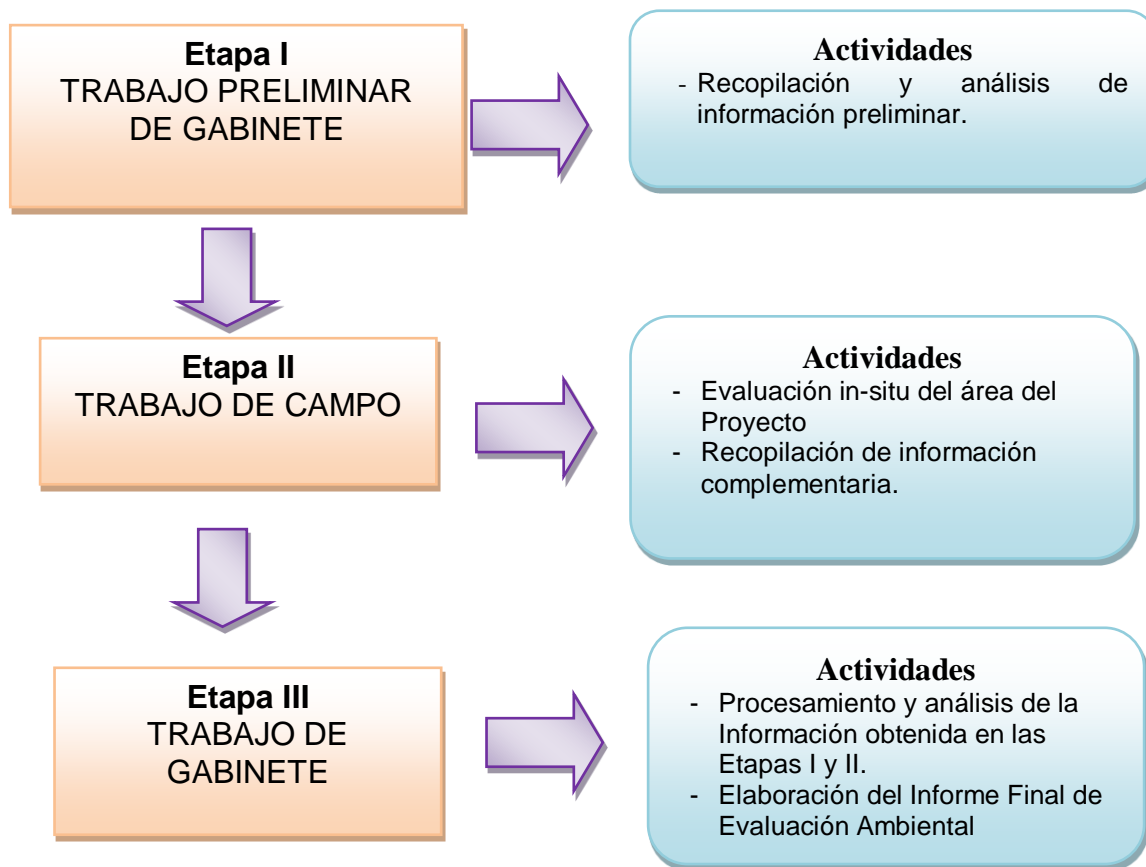 Etapa I
TRABAJO PRELIMINAR
DE GABINETE
Actividades
- Recopilación y análisis de
información preliminar.
Etapa II
TRABAJO DE CAMPO
Actividades
- Evaluación in-situ del área del
Proyecto
- Recopilación de información
complementaria.
Etapa III
TRABAJO DE
GABINETE
Actividades
- Procesamiento y análisis de la
Información obtenida en las
Etapas I y II.
- Elaboración del Informe Final de
Evaluación Ambiental